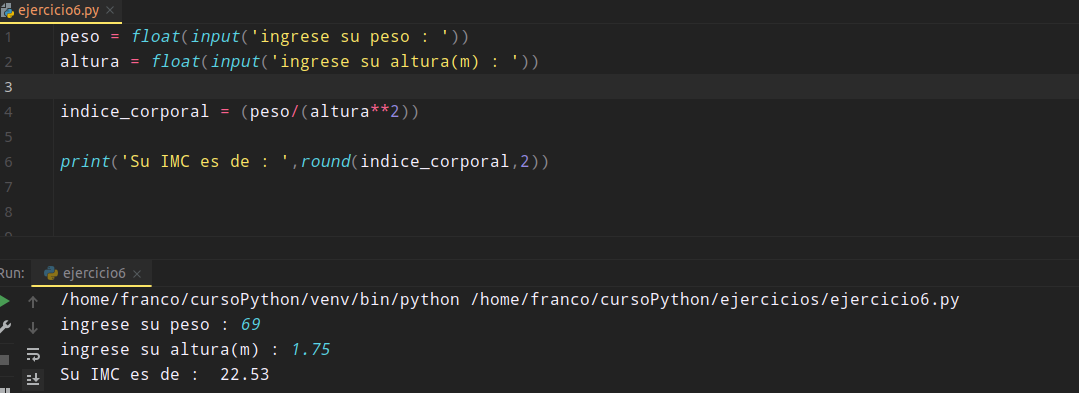 ejercicio6.py ×
1 peso = float(input('ingrese su peso : '))
2 altura = float(input('ingrese su altura(m) : '))
3
4 indice_corporal = (peso/(altura**2))
5
6 print('Su IMC es de : ',round(indice_corporal,2))
7
8
9
Run: ejercicio6 ×
/home/franco/cursoPython/venv/bin/python /home/franco/cursoPython/ejercicios/ejercicio6.py
ingrese su peso : 69
ingrese su altura(m) : 1.75
Su IMC es de :  22.53